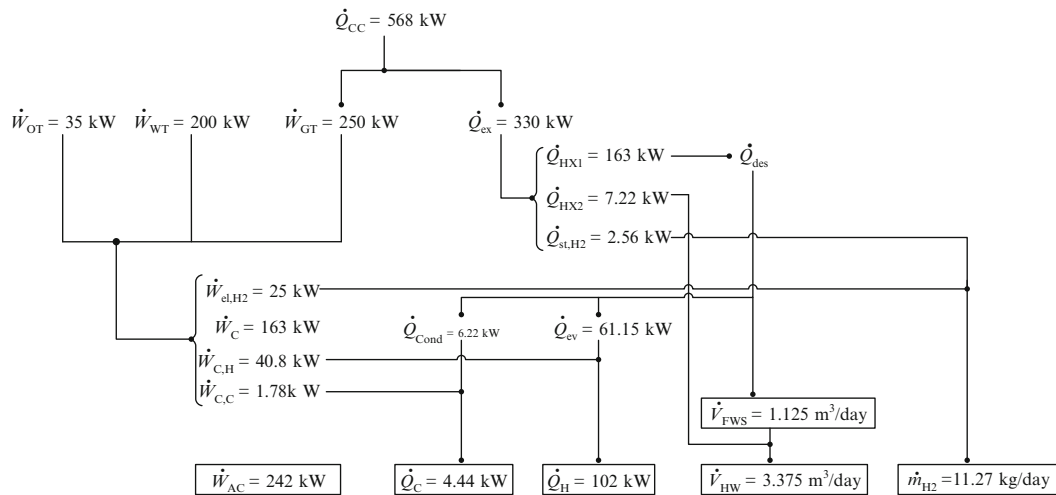 Q̇CC = 568 kW
ẆOT = 35 kW
ẆWT = 200 kW
ẆGT = 250 kW
Q̇ex = 330 kW
Q̇HX1 = 163 kW
Q̇des
Q̇HX2 = 7.22 kW
Q̇st,H2 = 2.56 kW
Ẇel,H2 = 25 kW
ẆC = 163 kW
Q̇Cond = 6.22 kW
Q̇ev = 61.15 kW
ẆC,H = 40.8 kW
ẆC,C = 1.78k W
V̇FWS = 1.125 m³/day
ẆAC = 242 kW
Q̇C = 4.44 kW
Q̇H = 102 kW
V̇HW = 3.375 m³/day
ṁH2 =11.27 kg/day